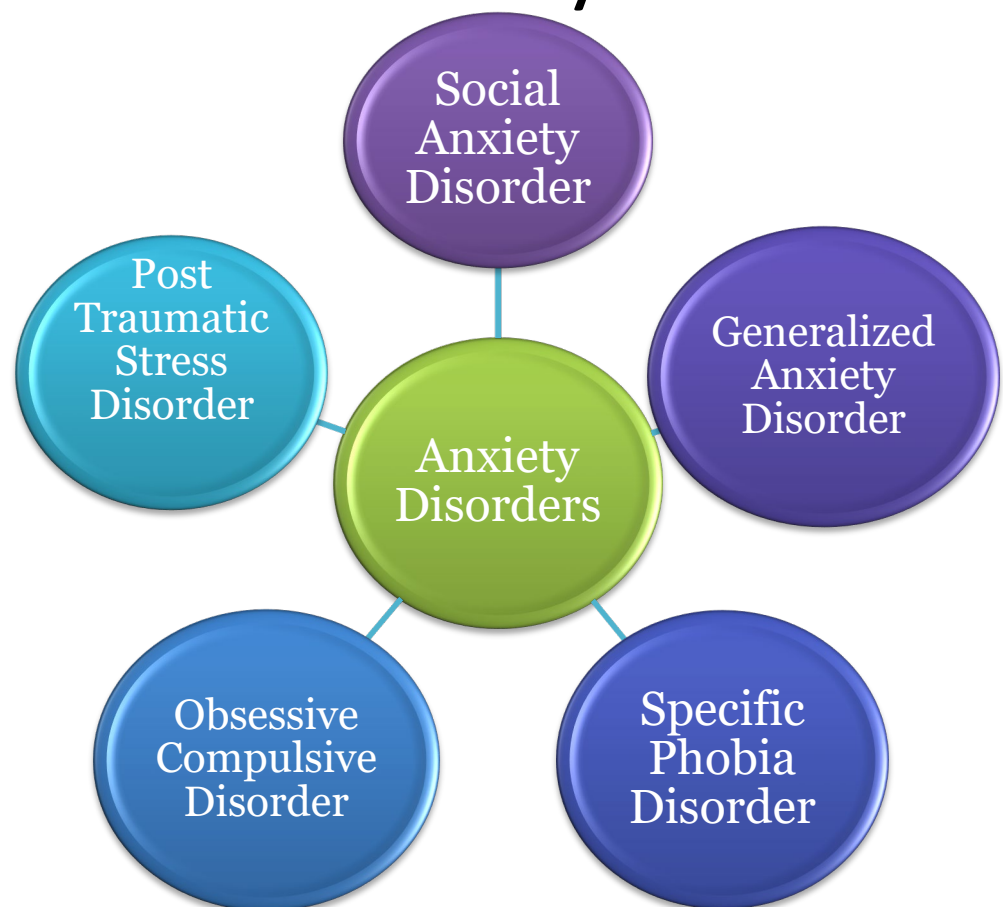 Social
Anxiety
Disorder
Generalized
Anxiety
Disorder
Specific
Phobia
Disorder
Obsessive
Compulsive
Disorder
Post
Traumatic
Stress
Disorder
Anxiety
Disorders